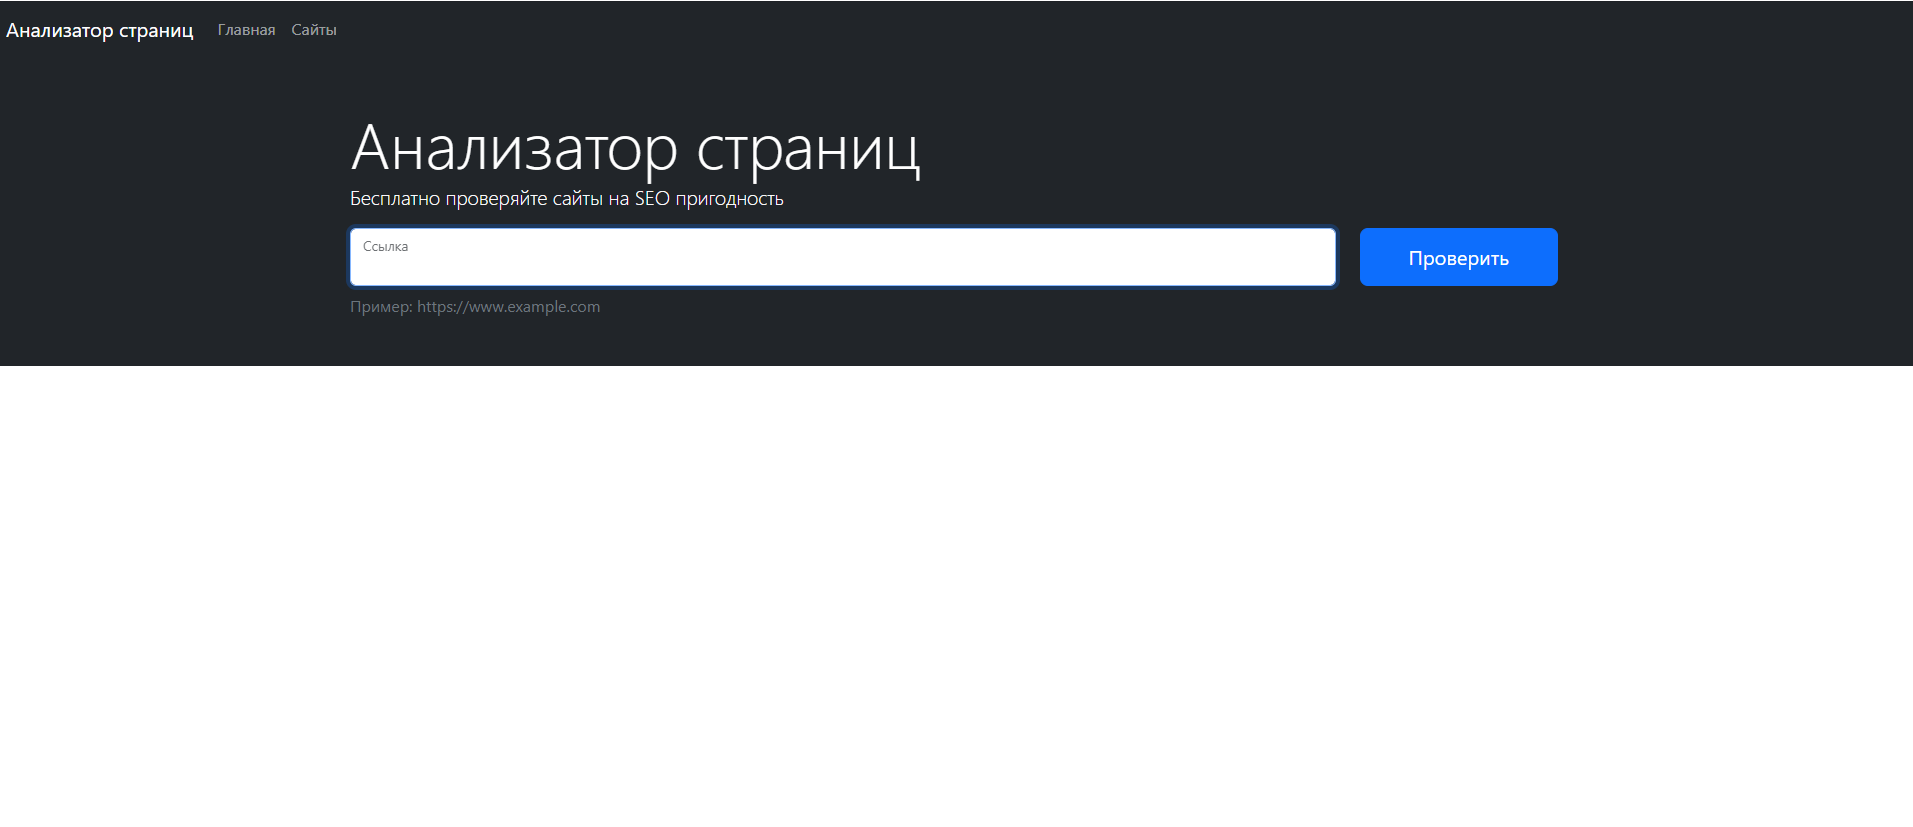 Анализатор страниц Главная Сайты
Анализатор страниц
Бесплатно проверяйте сайты на SEO пригодность
Ссылка
Проверить
Пример: https://www.example.com